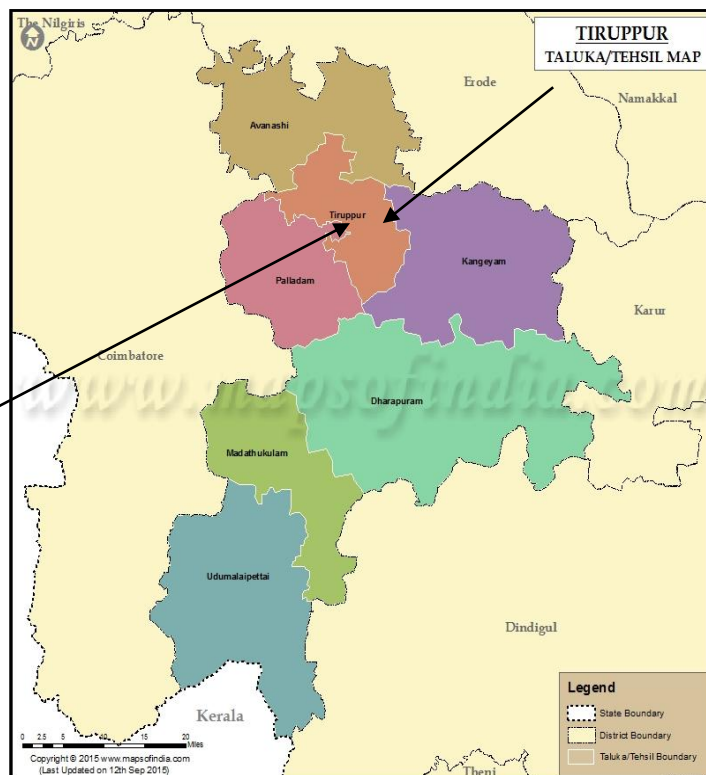 The Nilgiris
N
TIRUPPUR
TALUKA/TEHSIL MAP
Erode
Namakkal
Avanashi
Tiruppur
Kangeyam
Palladam
Karur
Coimbatore
www.mapsofindia.com
Dharapuram
Madathukulam
Udumalaipettai
Dindigul
Kerala
Legend
State Boundary
District Boundary
Taluka/Tehsil Boundary
0 2.5 5 10 15 20
Miles
Copyright © 2015 www.mapsofindia.com
(Last Updated on 12th Sep 2015)
Theni